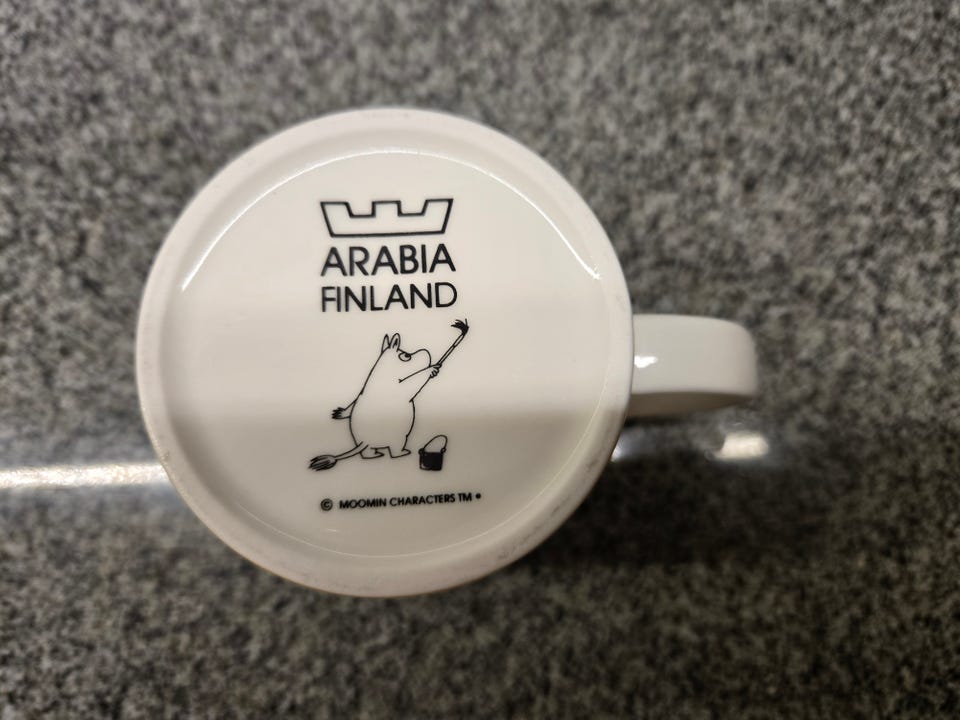 ARABIA
FINLAND
© MOOMIN CHARACTERS TM •